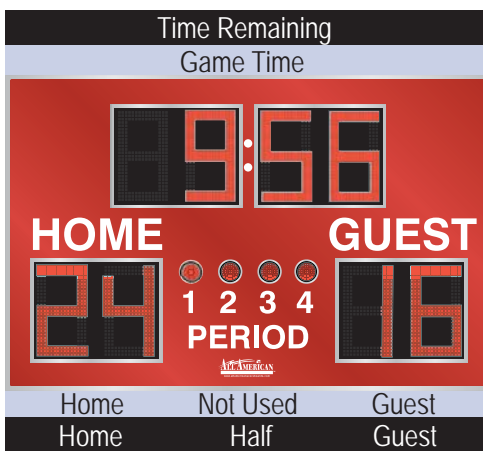 Time Remaining
Game Time
9:56
HOME GUEST
24 16
1 2 3 4
PERIOD
ALL AMERICAN
Home Not Used Guest
Home Half Guest